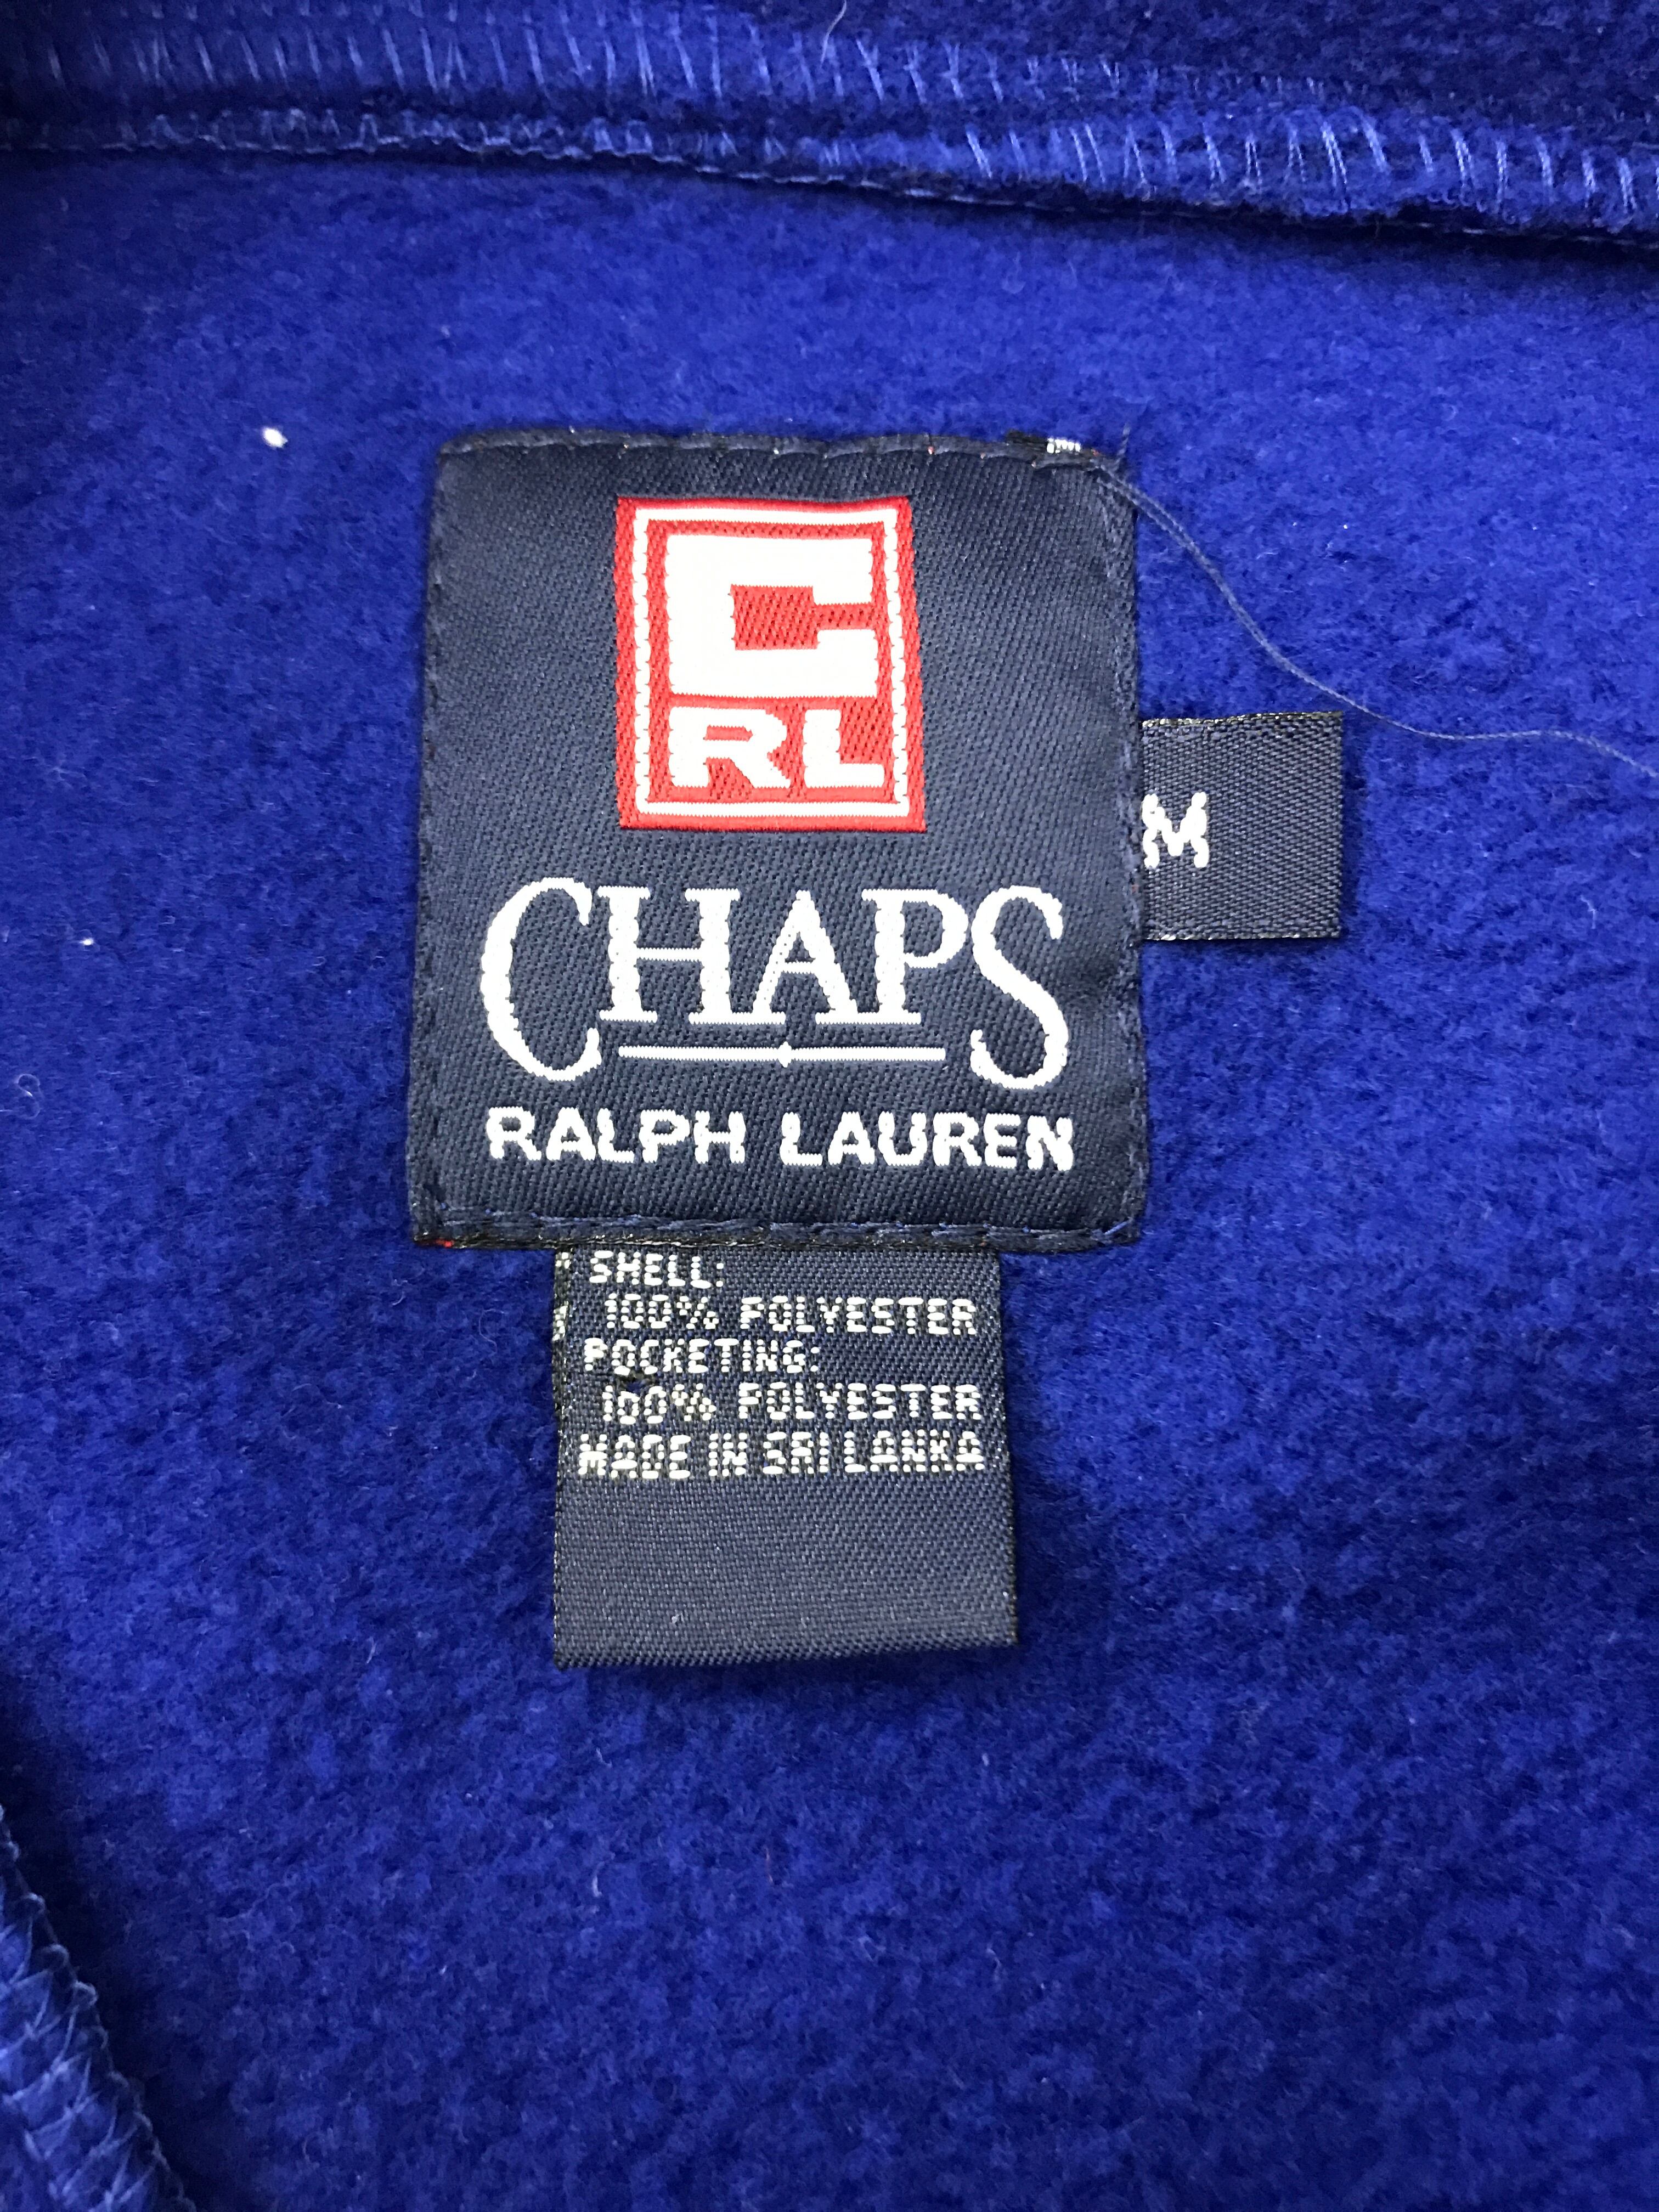 C
RL
CHAPS
RALPH LAUREN
M
SHELL:
100% POLYESTER
POCKETING:
100% POLYESTER
MADE IN SRI LANKA